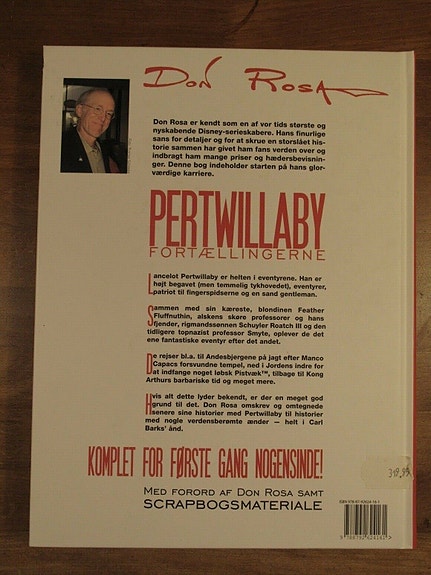 Don Rosa
Don Rosa er kendt som en af vor tids største og
nyskabende Disney-serieskabere. Hans finurlige
sans for detaljer og for at skrue en storslået his-
torie sammen har givet ham fans verden over og
indbragt ham mange priser og hædersbevisnin-
ger. Denne bog indeholder starten på hans glor-
værdige karriere.
PERTWILLABY
FORTÆLLINGERNE
Lancelot Pertwillaby er helten i eventyrene. Han er
højt begavet (men temmelig tykhovedet), eventyrer,
patriot til fingerspidserne og en sand gentleman.
Sammen med sin kæreste, blondinen Feather
Fluffnuthin, alskens skøre professorer og hans
fjender, rigmandssønnen Schuyler Roatch III og den
tidligere topnazist professor Smyte, oplever de det
ene fantastiske eventyr efter det andet.
De rejser bl.a. til Andesbjergene på jagt efter Manco
Capacs forsvundne tempel, ned i Jordens indre for
at indfange noget løbsk Pistvæk™, tilbage til Kong
Arthurs barbariske tid og meget mere.
Hvis alt dette lyder bekendt, er der en meget god
grund til det. Don Rosa omskrev og omtegnede
senere sine historier med Pertwillaby til historier
med nogle verdensberømte ænder — helt i Carl
Barks' ånd.
KOMPLET FOR FØRSTE GANG NOGENSINDE!
MED FORORD AF DON ROSA SAMT
SCRAPBOGSMATERIALE
319,95